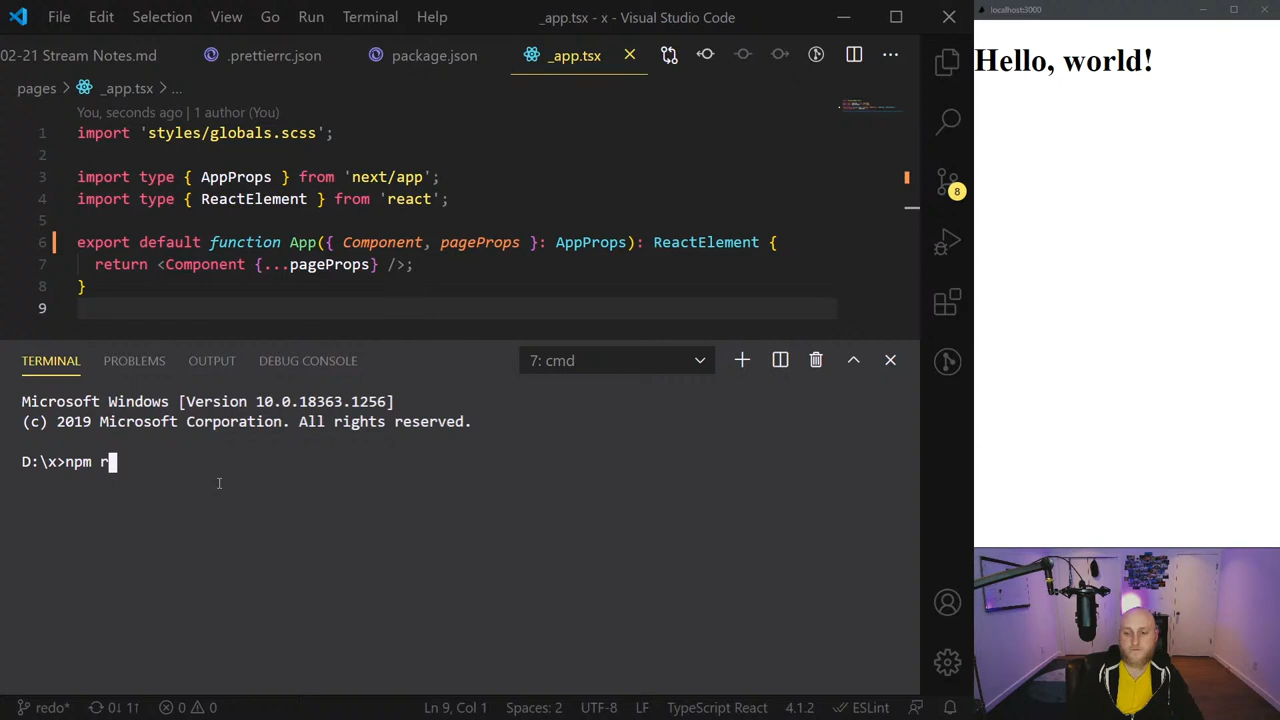 File Edit Selection View Go Run Terminal Help
_app.tsx - x - Visual Studio Code
localhost:3000
02-21 Stream Notes.md
.prettierrc.json
package.json
_app.tsx
Hello, world!
pages > _app.tsx > ...
You, seconds ago | 1 author (You)
1 import 'styles/globals.scss';
2
3 import type { AppProps } from 'next/app';
4 import type { ReactElement } from 'react';
5
6 export default function App({ Component, pageProps }: AppProps): ReactElement {
7 return <Component {...pageProps} />;
8 }
9
8
TERMINAL PROBLEMS OUTPUT DEBUG CONSOLE
7: cmd
Microsoft Windows [Version 10.0.18363.1256]
(c) 2019 Microsoft Corporation. All rights reserved.
D:\x>npm r
redo* 0↓ 1↑ 0 0 Ln 9, Col 1 Spaces: 2 UTF-8 LF TypeScript React 4.1.2 ESLint